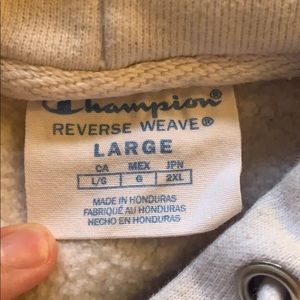 Champion®
REVERSE WEAVE®
LARGE
CA MEX JPN
L/G G 2XL
MADE IN HONDURAS
FABRIQUÉ AU HONDURAS
HECHO EN HONDURAS